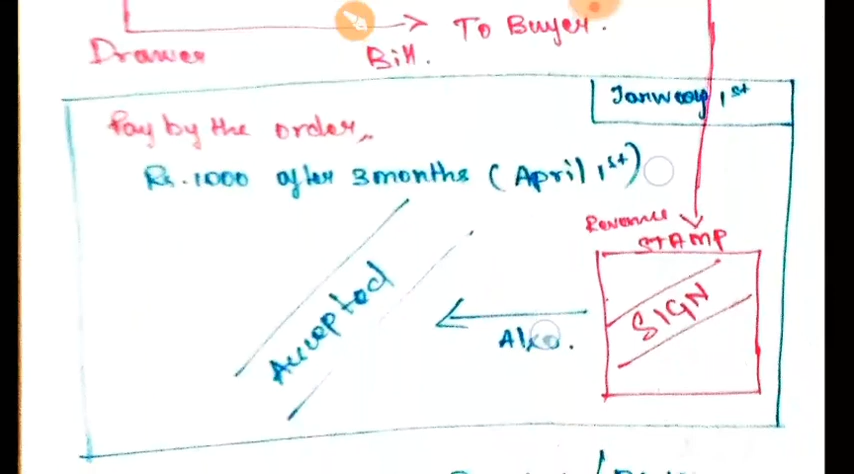 To Buyer.
Drawer
Bill.
January 1st
Pay by the order,,
Rs. 1000 after 3 months (April 1st)
Revenue
STAMP
SIGN
Accepted
Also.